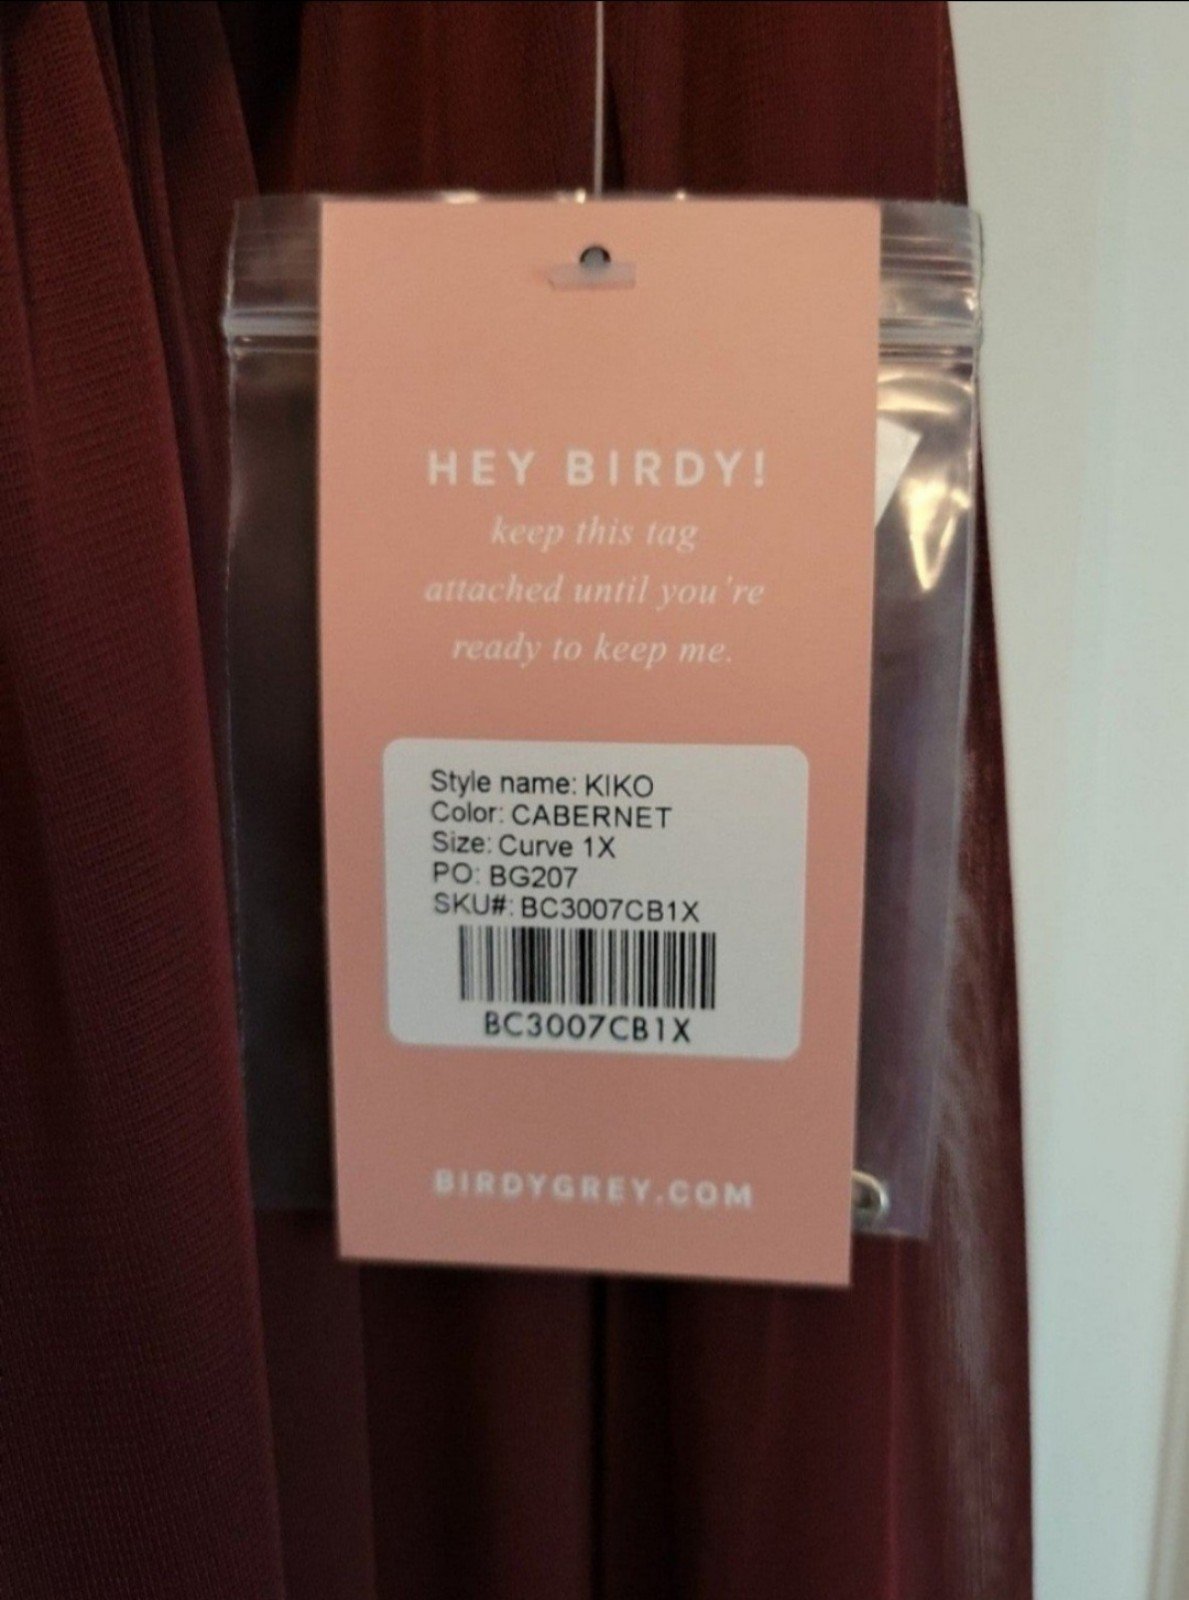 HEY BIRDY!
keep this tag
attached until you're
ready to keep me.
Style name: KIKO
Color: CABERNET
Size: Curve 1X
PO: BG207
SKU#: BC3007CB1X
BC3007CB1X
BIRDYGREY.COM